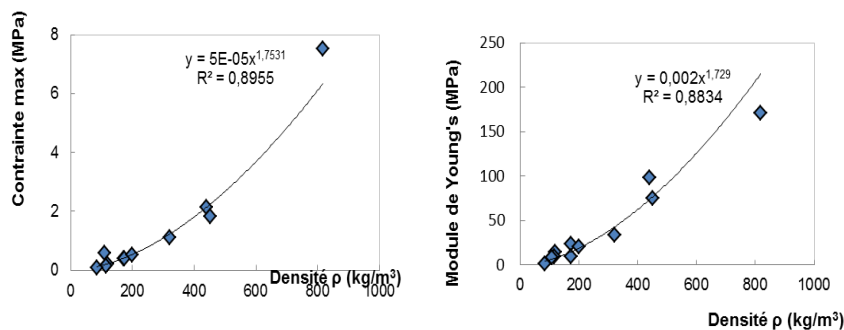 Contrainte max (MPa)
8
6
4
2
0
y = 5E-05x^1,7531
R² = 0,8955
0 200 400 600 800 1000
Densité ρ (kg/m³)
Module de Young's (MPa)
250
200
150
100
50
0
y = 0,002x^1,729
R² = 0,8834
0 200 400 600 800 1000
Densité ρ (kg/m³)